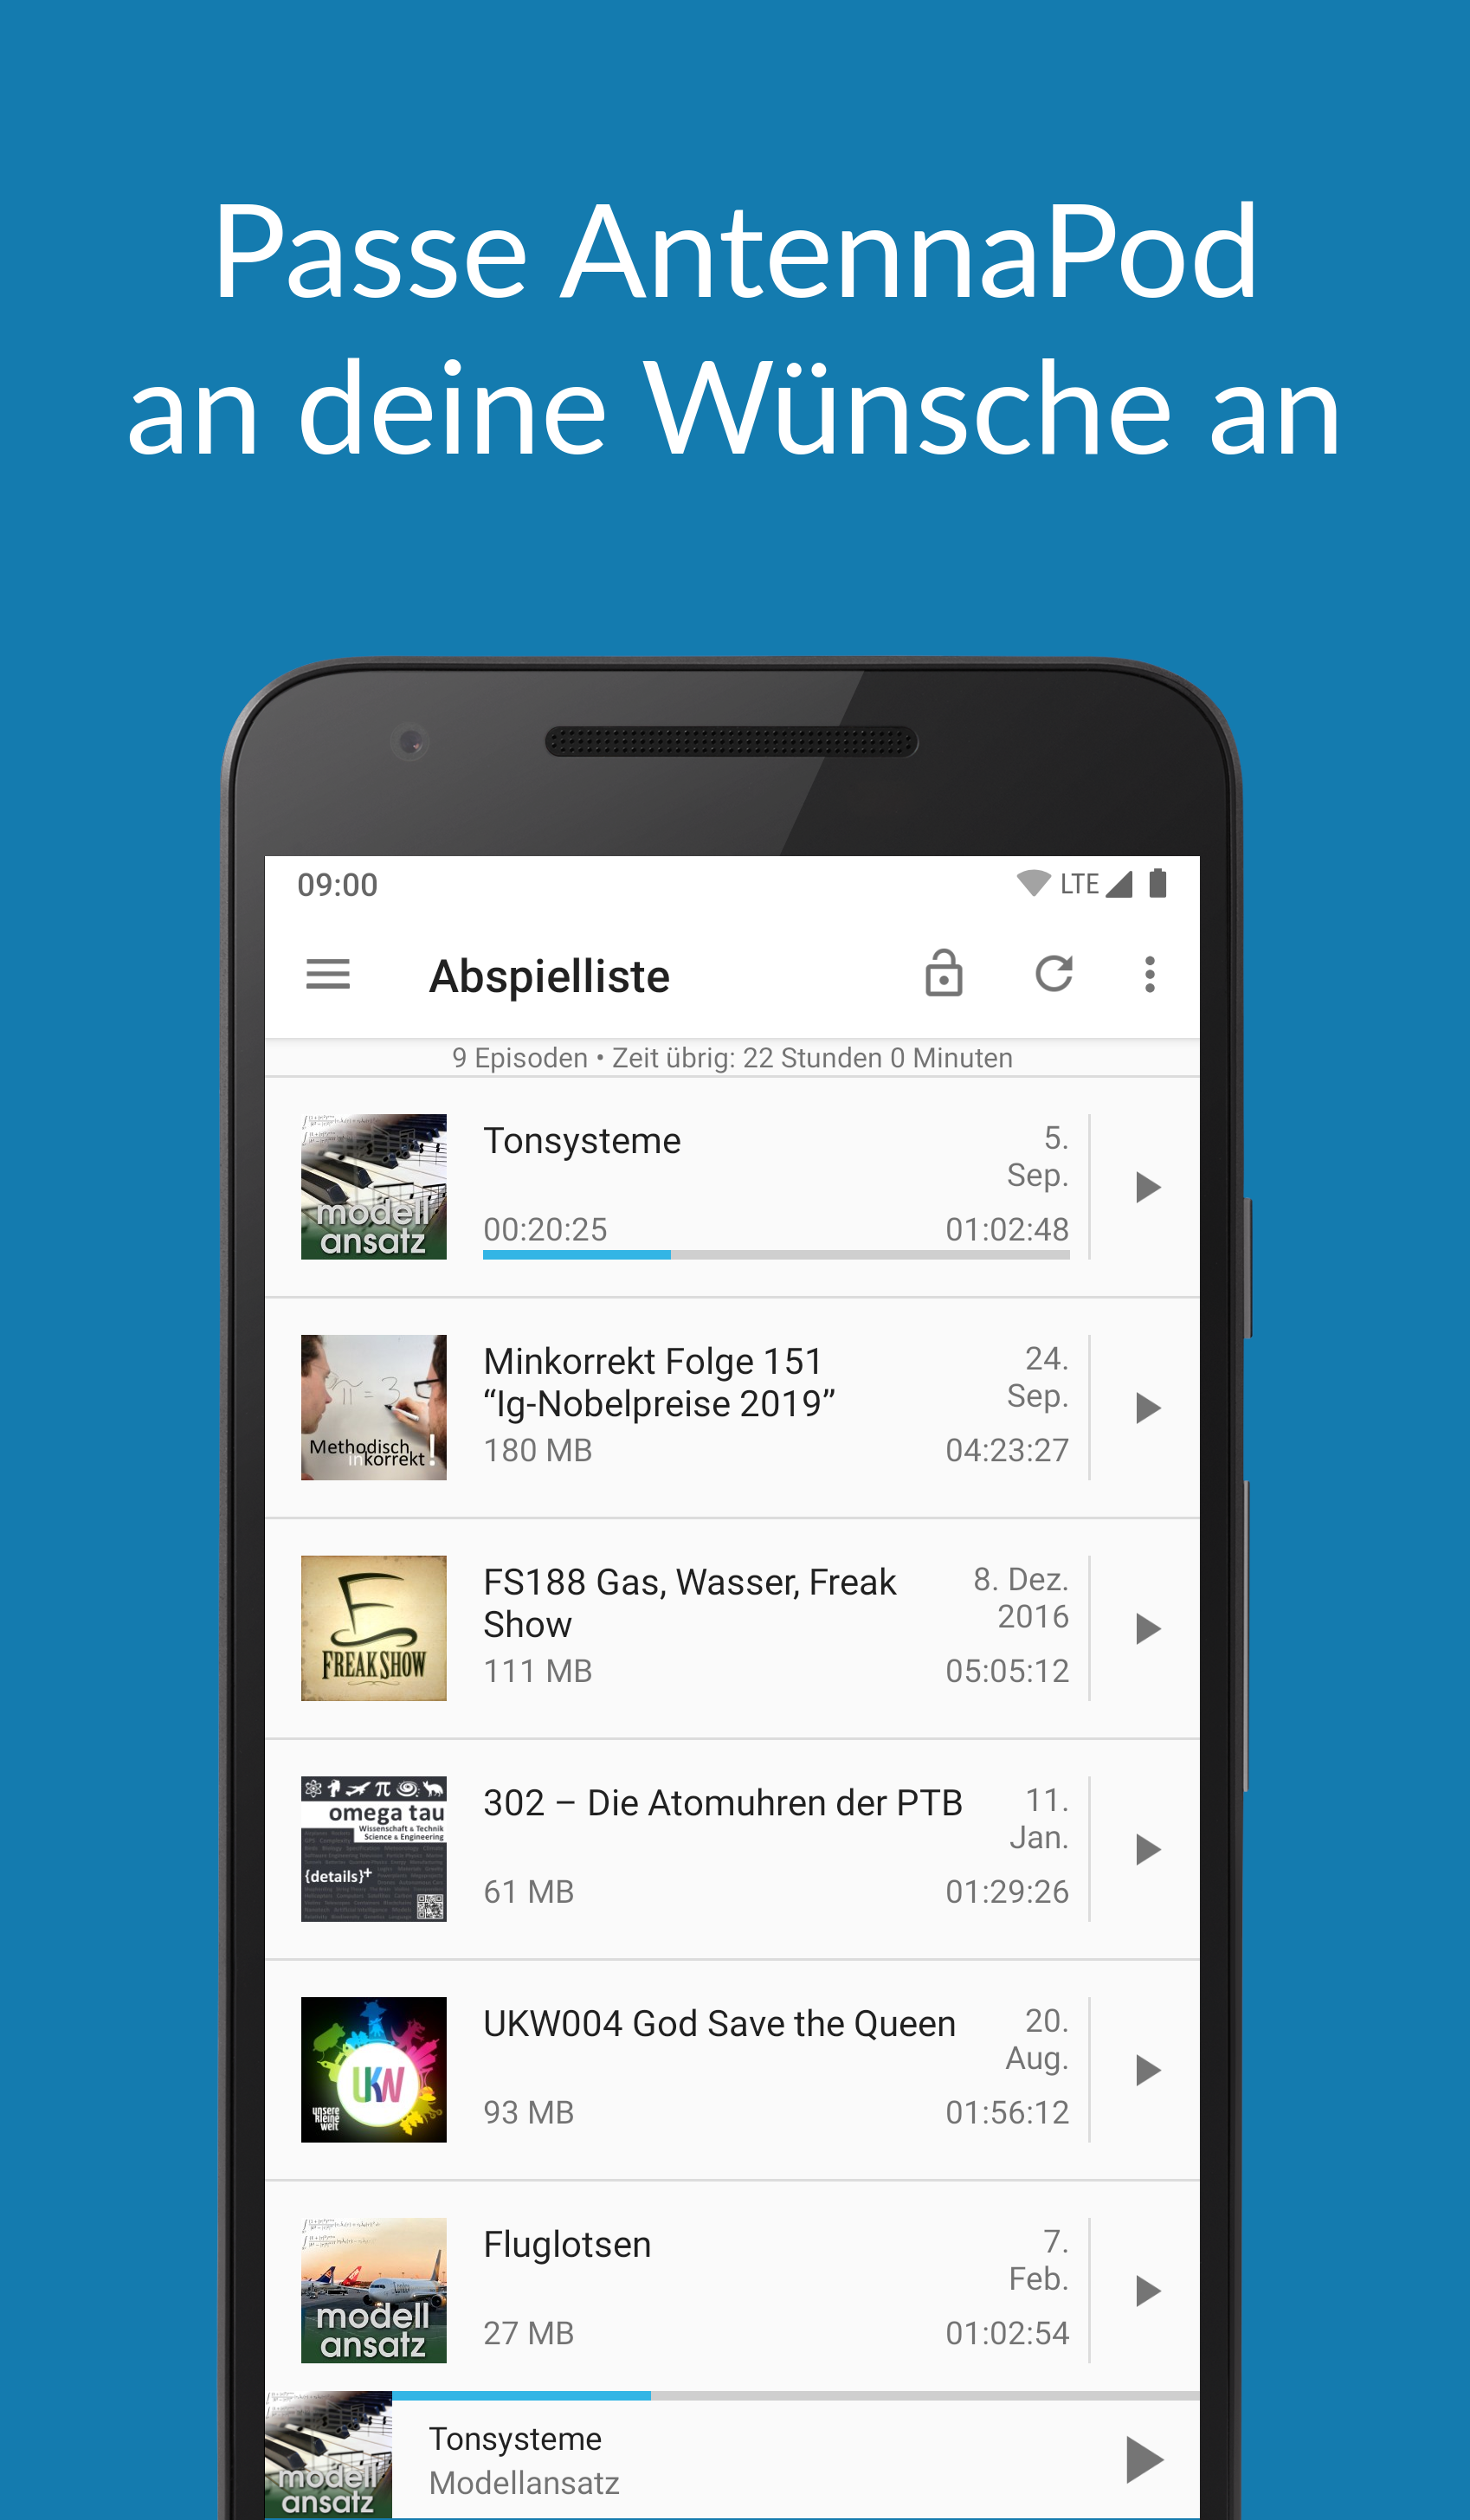 Passe AntennaPod
an deine Wünsche an
09:00
LTE
Abspielliste
9 Episoden • Zeit übrig: 22 Stunden 0 Minuten
modell
ansatz
Tonsysteme
5.
Sep.
00:20:25
01:02:48
π = 3
Methodisch
inkorrekt!
Minkorrekt Folge 151
“Ig-Nobelpreise 2019”
24.
Sep.
180 MB
04:23:27
FREAK SHOW
FS188 Gas, Wasser, Freak
Show
8. Dez.
2016
111 MB
05:05:12
omega tau
Wissenschaft & Technik
Science & Engineering
{details}+
302 – Die Atomuhren der PTB
11.
Jan.
61 MB
01:29:26
UKW
unsere
kleine
welt
UKW004 God Save the Queen
20.
Aug.
93 MB
01:56:12
modell
ansatz
Fluglotsen
7.
Feb.
27 MB
01:02:54
modell
ansatz
Tonsysteme
Modellansatz